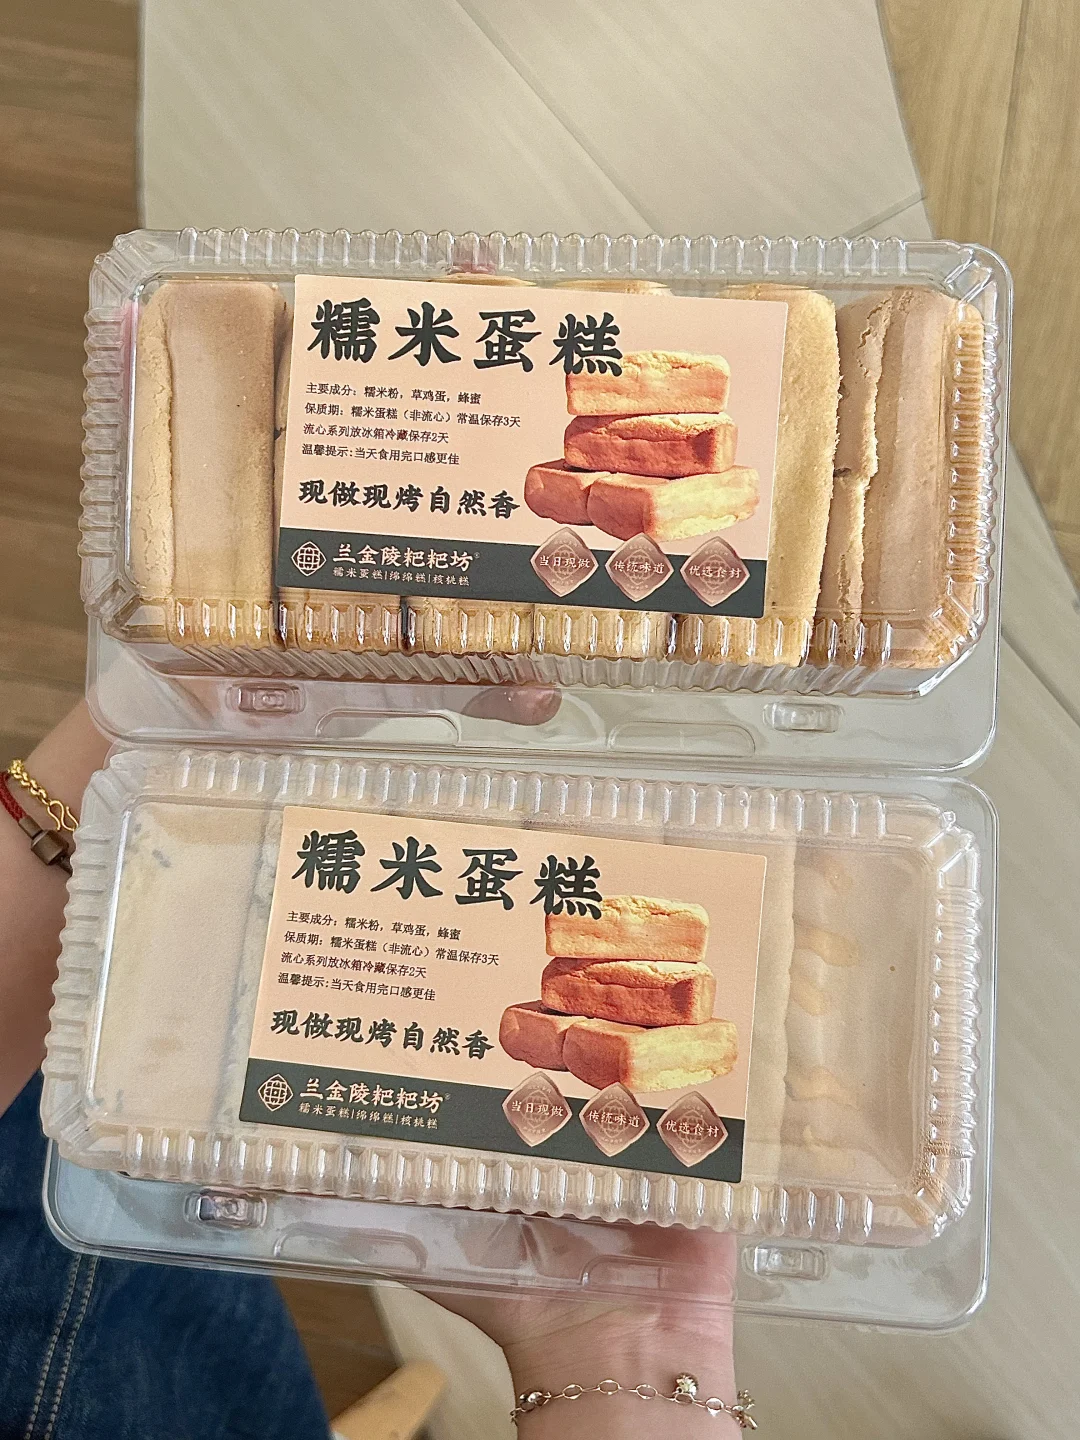 糯米蛋糕
主要成分：糯米粉，草鸡蛋，蜂蜜
保质期：糯米蛋糕（非流心）常温保存3天
流心系列放冰箱冷藏保存2天
温馨提示：当天食用完口感更佳
现做现烤自然香
兰金陵粑粑坊®
糯米蛋糕|绵绵糕|核桃糕
当日现做 传统味道 优选食材
糯米蛋糕
主要成分：糯米粉，草鸡蛋，蜂蜜
保质期：糯米蛋糕（非流心）常温保存3天
流心系列放冰箱冷藏保存2天
温馨提示：当天食用完口感更佳
现做现烤自然香
兰金陵粑粑坊®
糯米蛋糕|绵绵糕|核桃糕
当日现做 传统味道 优选食材